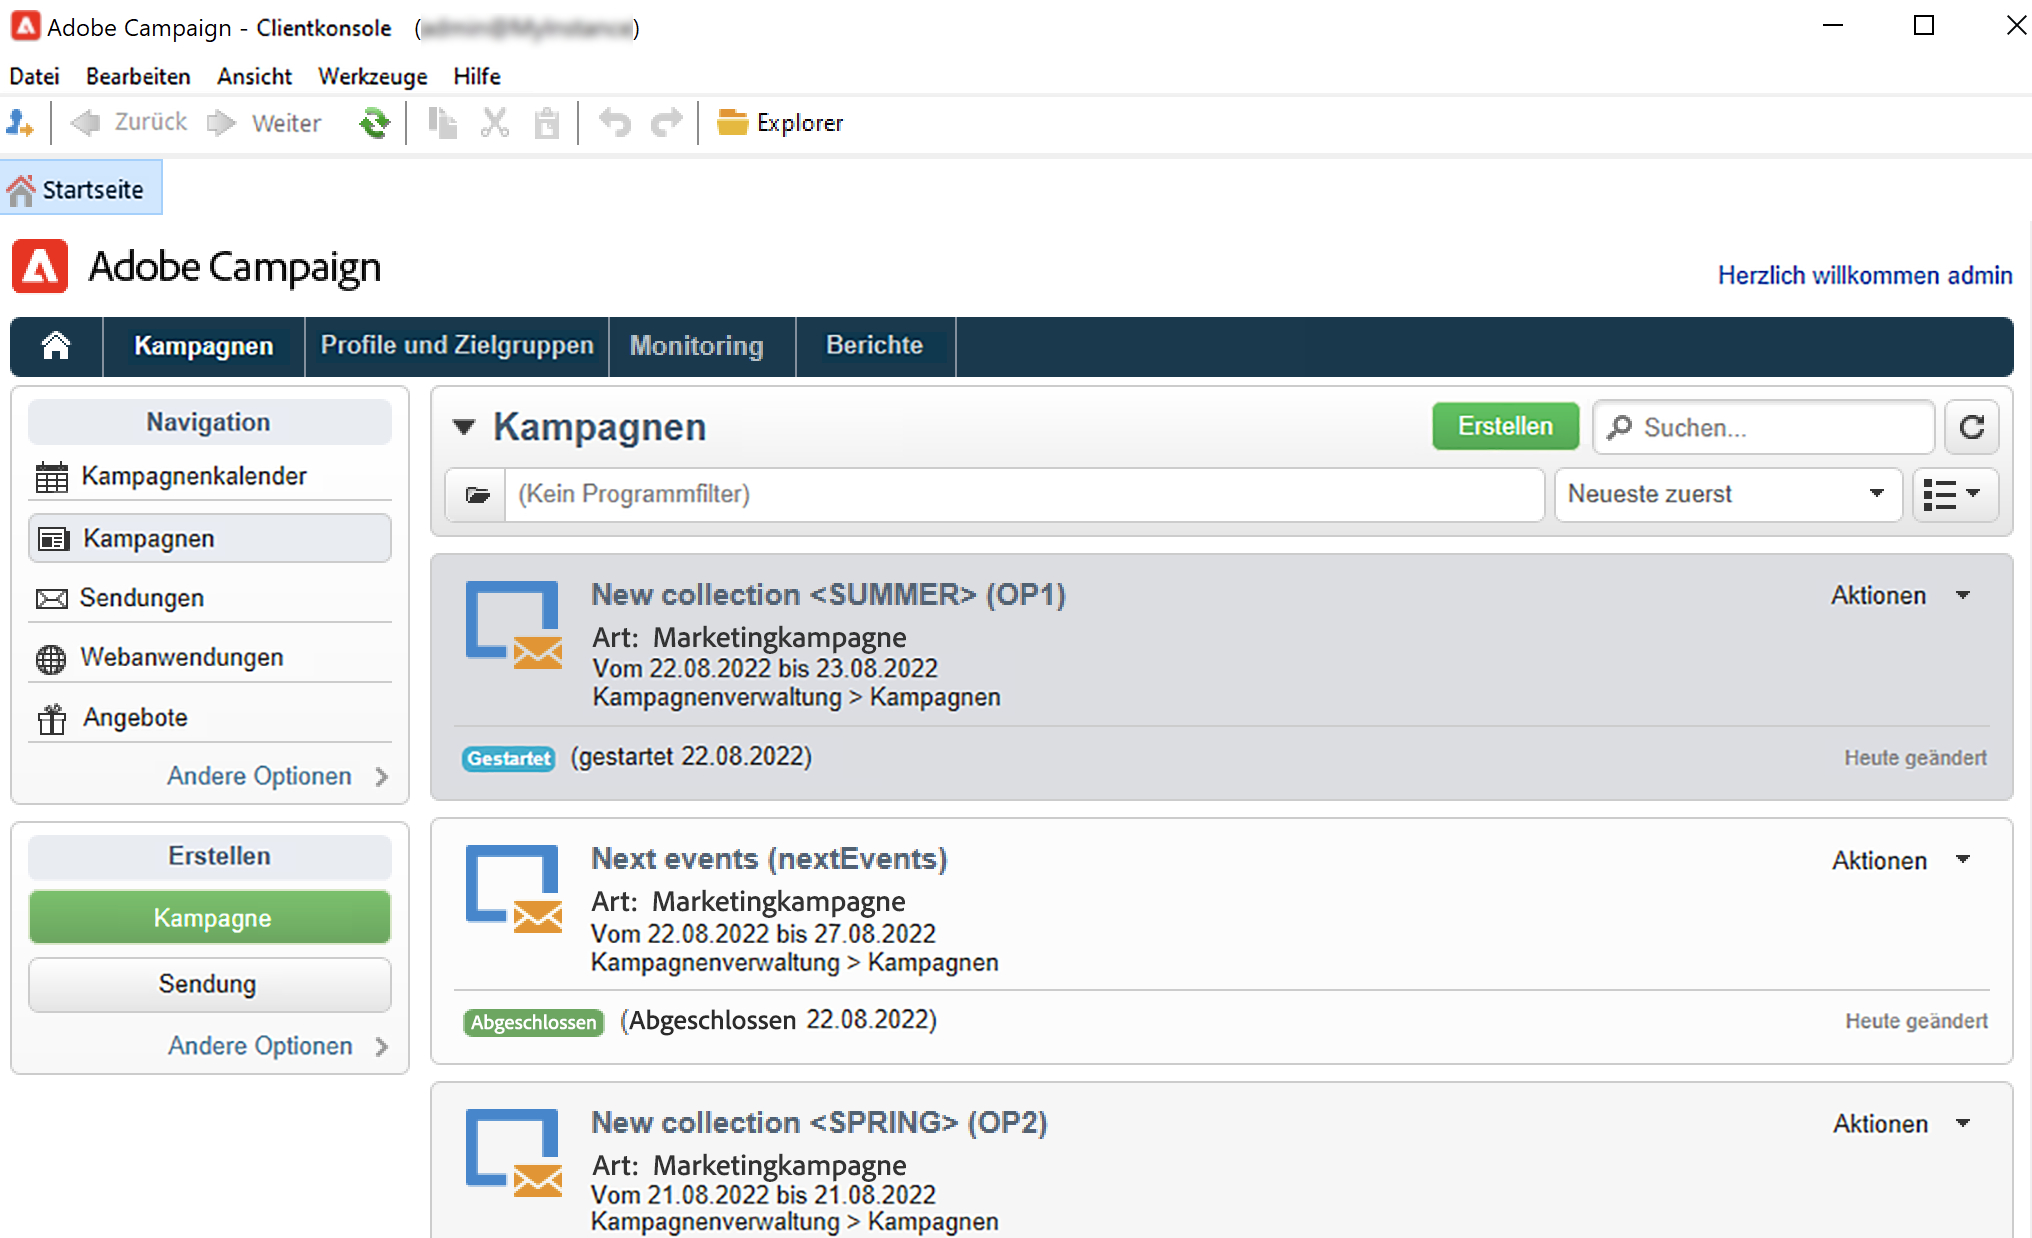 Adobe Campaign - Clientkonsole ( )
Datei Bearbeiten Ansicht Werkzeuge Hilfe
Zurück Weiter Explorer
Startseite
Adobe Campaign
Herzlich willkommen admin
Kampagnen Profile und Zielgruppen Monitoring Berichte
Navigation
Kampagnenkalender
Kampagnen
Sendungen
Webanwendungen
Angebote
Andere Optionen
Erstellen
Kampagne
Sendung
Andere Optionen
Kampagnen Erstellen Suchen...
(Kein Programmfilter) Neueste zuerst
New collection <SUMMER> (OP1) Aktionen
Art: Marketingkampagne
Vom 22.08.2022 bis 23.08.2022
Kampagnenverwaltung > Kampagnen
Gestartet (gestartet 22.08.2022) Heute geändert
Next events (nextEvents) Aktionen
Art: Marketingkampagne
Vom 22.08.2022 bis 27.08.2022
Kampagnenverwaltung > Kampagnen
Abgeschlossen (Abgeschlossen 22.08.2022) Heute geändert
New collection <SPRING> (OP2) Aktionen
Art: Marketingkampagne
Vom 21.08.2022 bis 21.08.2022
Kampagnenverwaltung > Kampagnen